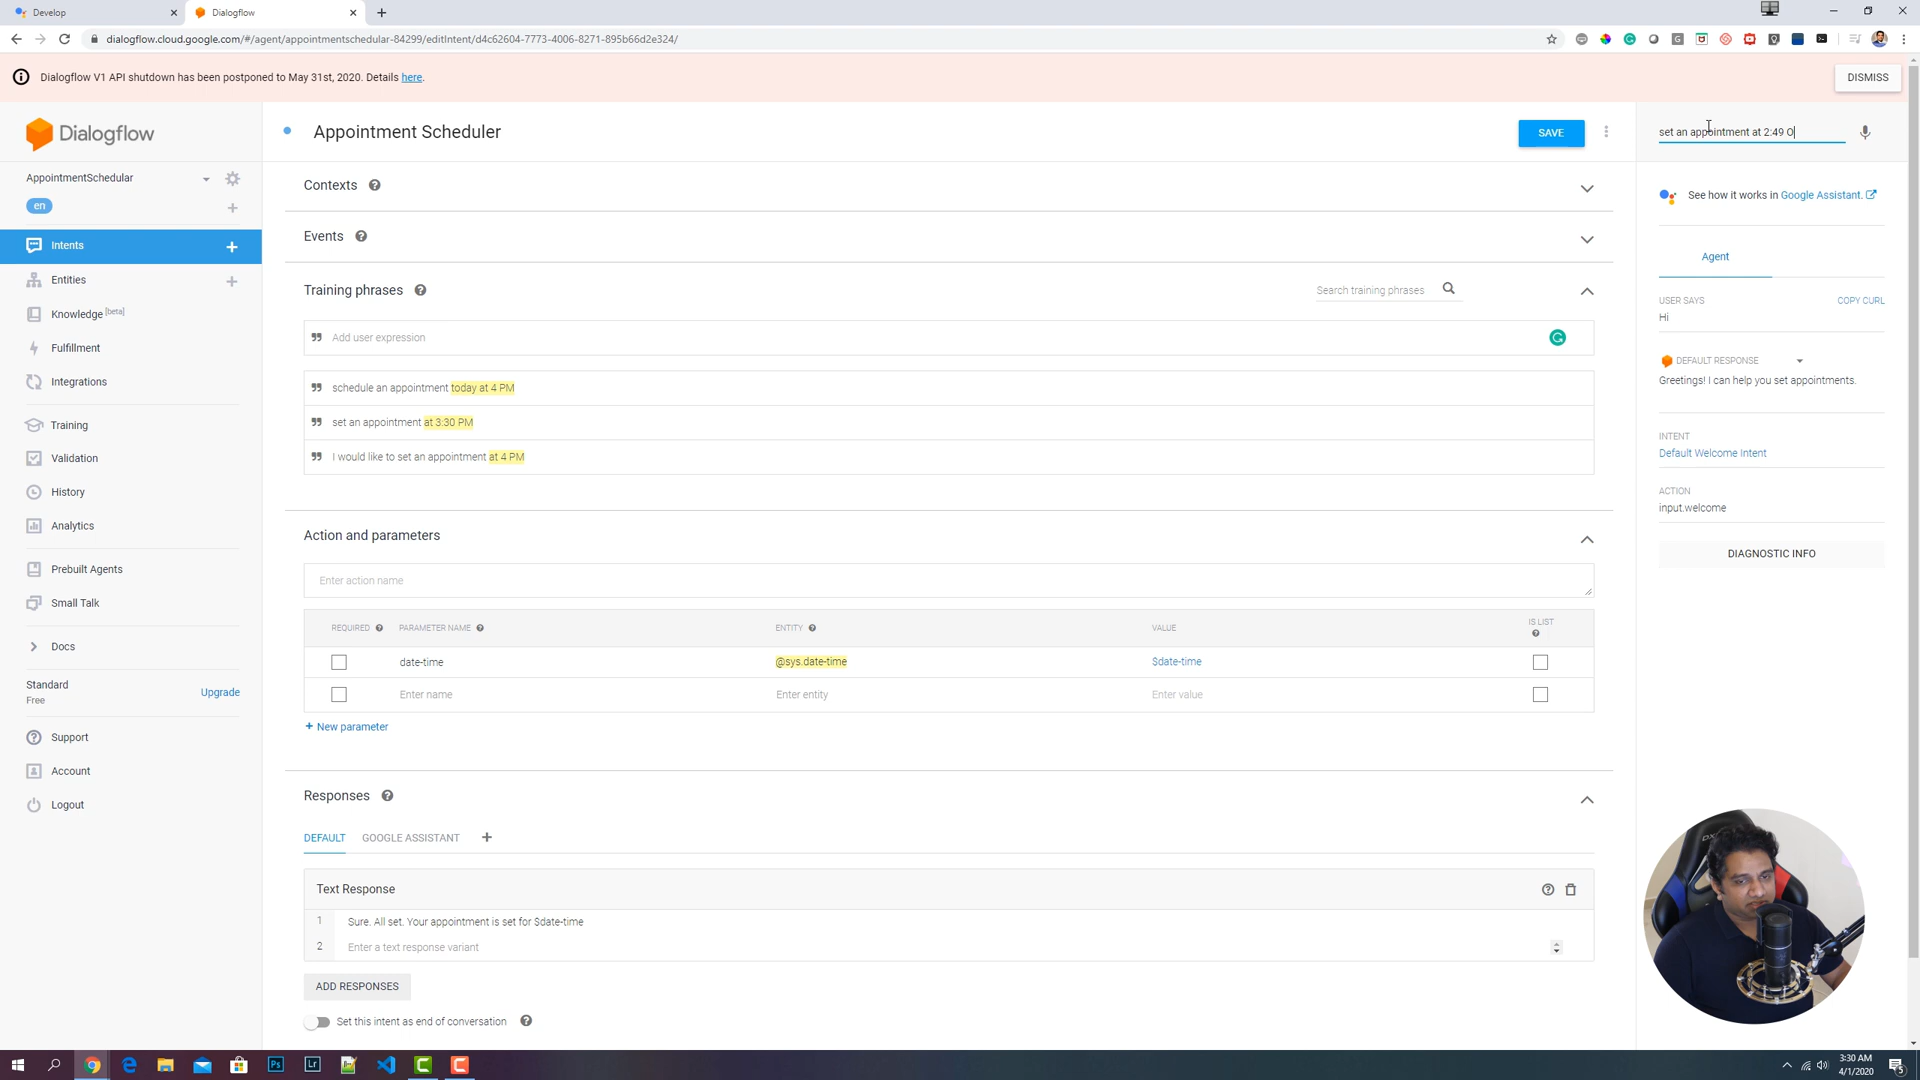 Develop
Dialogflow
dialogflow.cloud.google.com/#/agent/appointmentschedular-84299/editIntent/d4c62604-7773-4006-8271-895b66d2e324/
Dialogflow V1 API shutdown has been postponed to May 31st, 2020. Details here.
DISMISS
Dialogflow
AppointmentSchedular
en
Intents
Entities
Knowledge [beta]
Fulfillment
Integrations
Training
Validation
History
Analytics
Prebuilt Agents
Small Talk
Docs
Standard
Free
Upgrade
Support
Account
Logout
Appointment Scheduler
SAVE
Contexts
Events
Training phrases
Search training phrases
Add user expression
schedule an appointment today at 4 PM
set an appointment at 3:30 PM
I would like to set an appointment at 4 PM
Action and parameters
Enter action name
REQUIRED PARAMETER NAME ENTITY VALUE IS LIST
date-time @sys.date-time $date-time
Enter name Enter entity Enter value
+ New parameter
Responses
DEFAULT GOOGLE ASSISTANT
Text Response
1 Sure. All set. Your appointment is set for $date-time
2 Enter a text response variant
ADD RESPONSES
Set this intent as end of conversation
set an appointment at 2:49 O
See how it works in Google Assistant.
Agent
USER SAYS COPY CURL
Hi
DEFAULT RESPONSE
Greetings! I can help you set appointments.
INTENT
Default Welcome Intent
ACTION
input.welcome
DIAGNOSTIC INFO
Ps
Lr
3:30 AM
4/1/2020
5